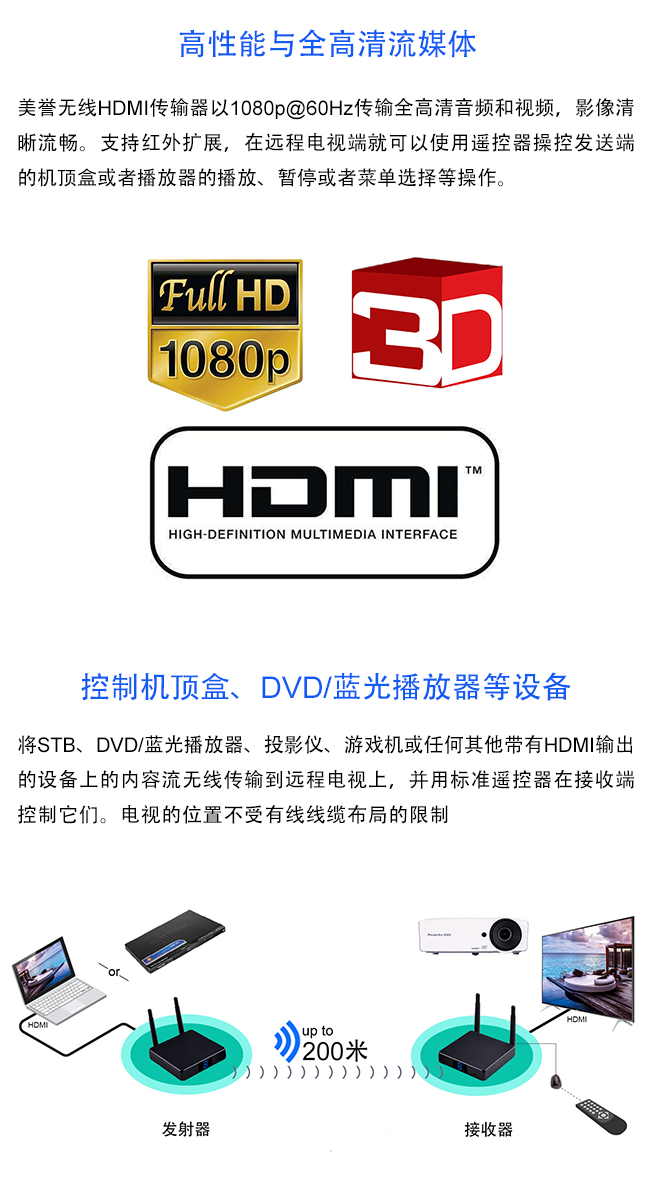 高性能与全高清流媒体
美誉无线HDMI传输器以1080p@60Hz传输全高清音频和视频，影像清
晰流畅。支持红外扩展，在远程电视端就可以使用遥控器操控发送端
的机顶盒或者播放器的播放、暂停或者菜单选择等操作。
Full HD
1080p
3D
HDMI™
HIGH-DEFINITION MULTIMEDIA INTERFACE
控制机顶盒、DVD/蓝光播放器等设备
将STB、DVD/蓝光播放器、投影仪、游戏机或任何其他带有HDMI输出
的设备上的内容流无线传输到远程电视上，并用标准遥控器在接收端
控制它们。电视的位置不受有线线缆布局的限制
or
HDMI
up to
200米
HDMI
发射器
接收器